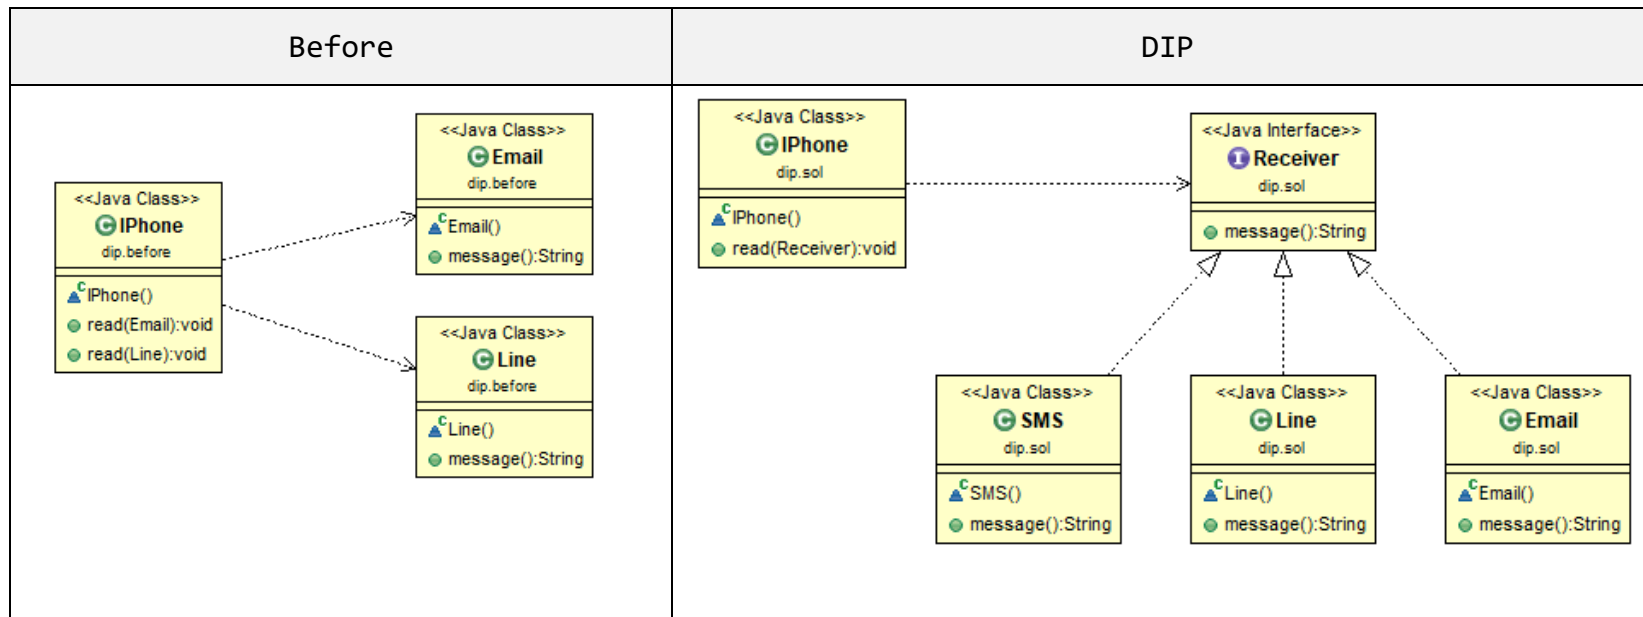 Before
DIP
<<Java Class>>
C IPhone
dip.before
C IPhone()
read(Email):void
read(Line):void
<<Java Class>>
C Email
dip.before
C Email()
message():String
<<Java Class>>
C Line
dip.before
C Line()
message():String
<<Java Class>>
C IPhone
dip.sol
C IPhone()
read(Receiver):void
<<Java Interface>>
I Receiver
dip.sol
message():String
<<Java Class>>
C SMS
dip.sol
C SMS()
message():String
<<Java Class>>
C Line
dip.sol
C Line()
message():String
<<Java Class>>
C Email
dip.sol
C Email()
message():String